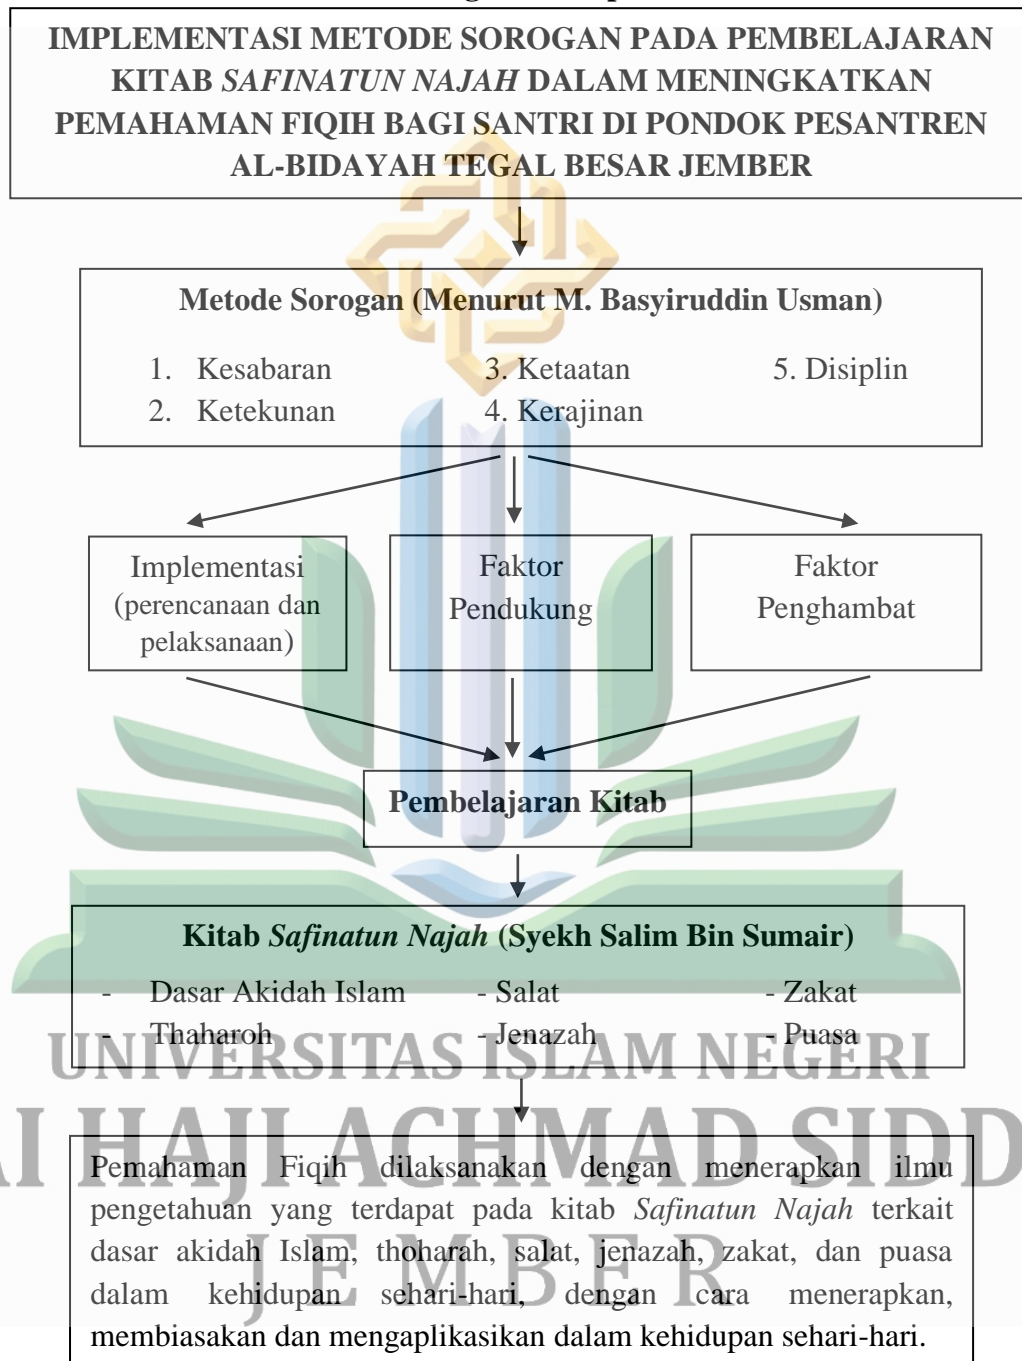 IMPLEMENTASI METODE SOROGAN PADA PEMBELAJARAN
KITAB SAFINATUN NAJAH DALAM MENINGKATKAN
PEMAHAMAN FIQIH BAGI SANTRI DI PONDOK PESANTREN
AL-BIDAYAH TEGAL BESAR JEMBER
Metode Sorogan (Menurut M. Basyiruddin Usman)
1. Kesabaran 3. Ketaatan 5. Disiplin
2. Ketekunan 4. Kerajinan
Implementasi
(perencanaan dan
pelaksanaan)
Faktor
Pendukung
Faktor
Penghambat
Pembelajaran Kitab
Kitab Safinatun Najah (Syekh Salim Bin Sumair)
- Dasar Akidah Islam - Salat - Zakat
- Thaharoh - Jenazah - Puasa
UNIVERSITAS ISLAM NEGERI
AI HAJI ACHMAD SIDD
JEMBER
Pemahaman Fiqih dilaksanakan dengan menerapkan ilmu
pengetahuan yang terdapat pada kitab Safinatun Najah terkait
dasar akidah Islam, thoharah, salat, jenazah, zakat, dan puasa
dalam kehidupan sehari-hari, dengan cara menerapkan,
membiasakan dan mengaplikasikan dalam kehidupan sehari-hari.